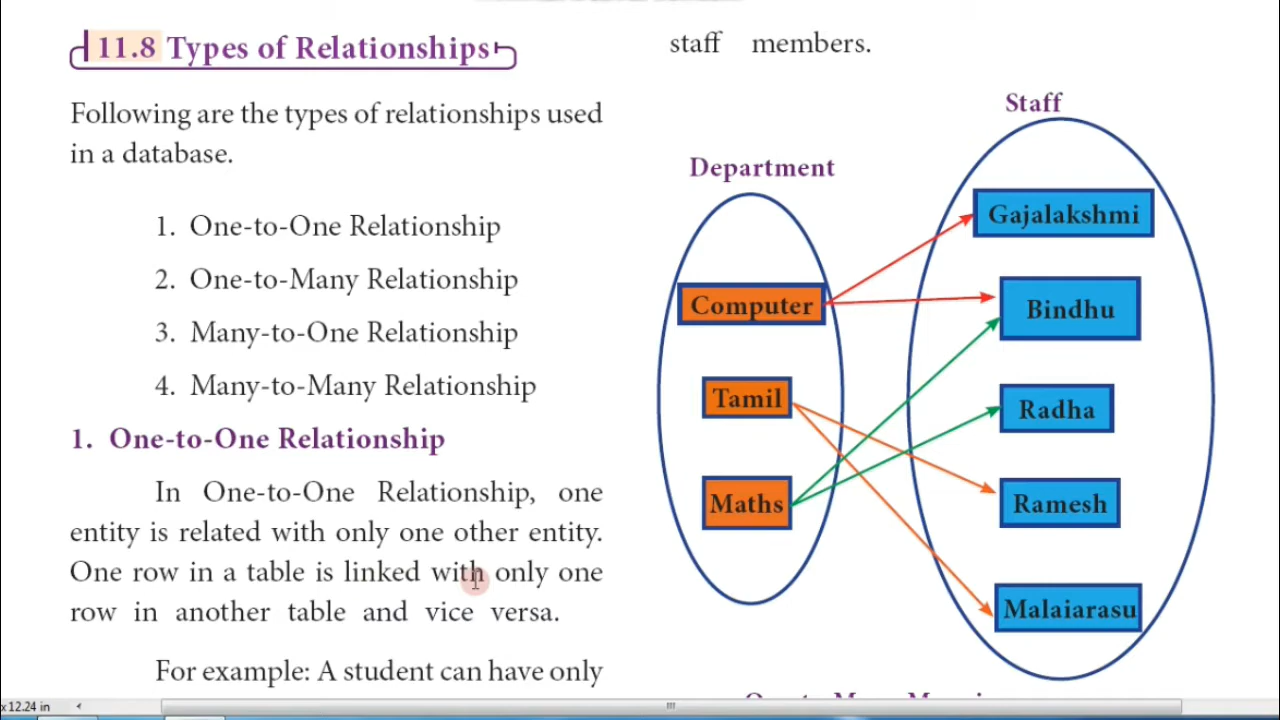 11.8 Types of Relationships
Following are the types of relationships used
in a database.
1. One-to-One Relationship
2. One-to-Many Relationship
3. Many-to-One Relationship
4. Many-to-Many Relationship
1. One-to-One Relationship
In One-to-One Relationship, one
entity is related with only one other entity.
One row in a table is linked with only one
row in another table and vice versa.
For example: A student can have only
staff members.
Staff
Department
Gajalakshmi
Computer
Bindhu
Tamil
Radha
Maths
Ramesh
Malaiarasu
x 12.24 in